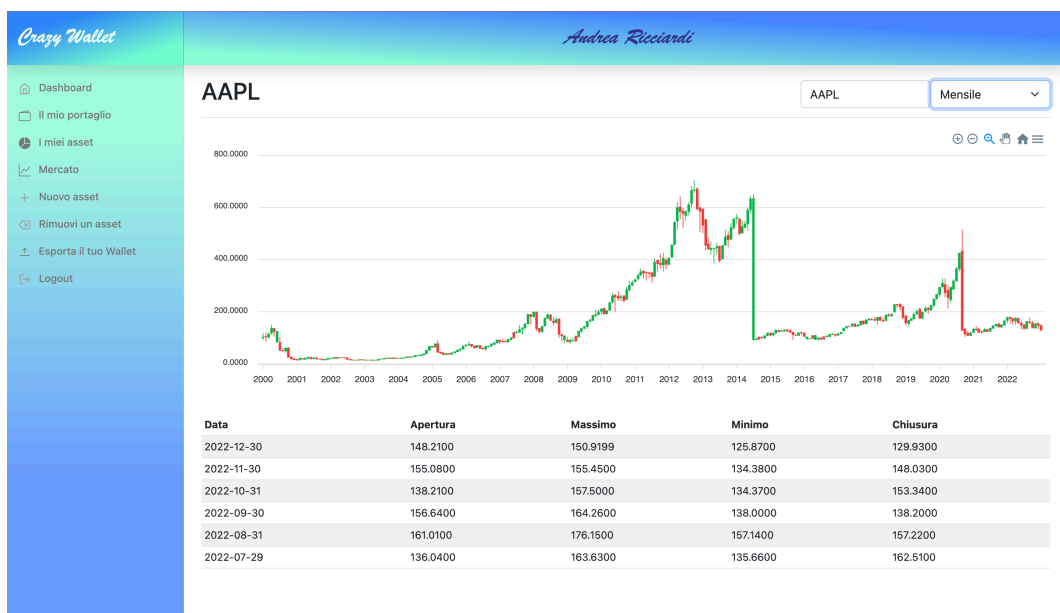 Crazy Wallet
Andrea Ricciardi
Dashboard
Il mio portaglio
I miei asset
Mercato
Nuovo asset
Rimuovi un asset
Esporta il tuo Wallet
Logout
AAPL
AAPL
Mensile
800.0000
600.0000
400.0000
200.0000
0.0000
2000 2001 2002 2003 2004 2005 2006 2007 2008 2009 2010 2011 2012 2013 2014 2015 2016 2017 2018 2019 2020 2021 2022
Data Apertura Massimo Minimo Chiusura
2022-12-30 148.2100 150.9199 125.8700 129.9300
2022-11-30 155.0800 155.4500 134.3800 148.0300
2022-10-31 138.2100 157.5000 134.3700 153.3400
2022-09-30 156.6400 164.2600 138.0000 138.2000
2022-08-31 161.0100 176.1500 157.1400 157.2200
2022-07-29 136.0400 163.6300 135.6600 162.5100